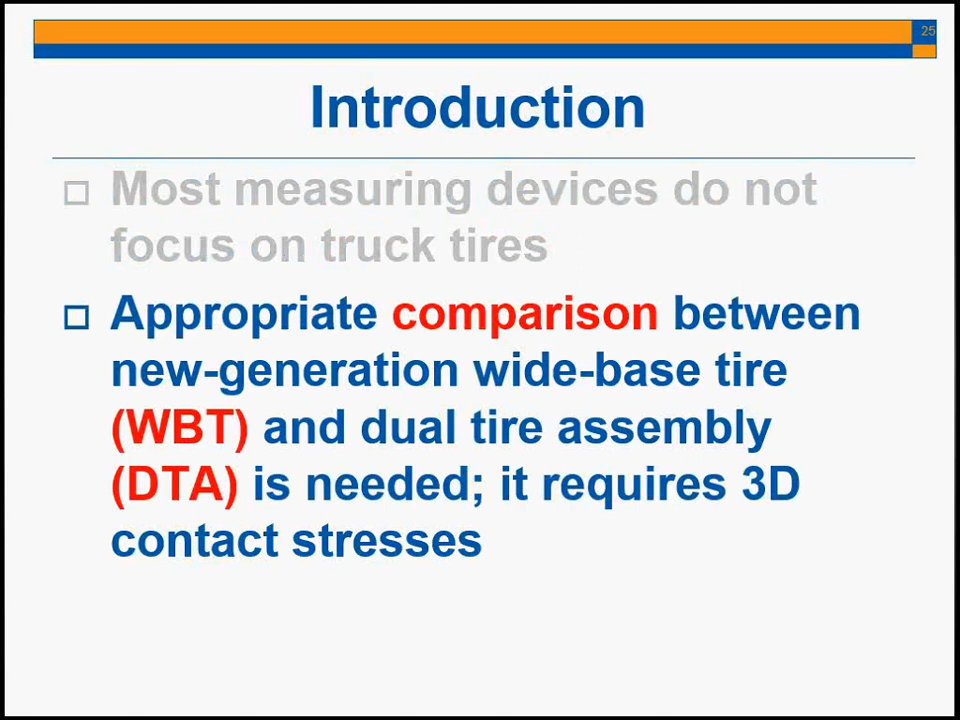 25
Introduction
Most measuring devices do not
focus on truck tires
Appropriate comparison between
new-generation wide-base tire
(WBT) and dual tire assembly
(DTA) is needed; it requires 3D
contact stresses